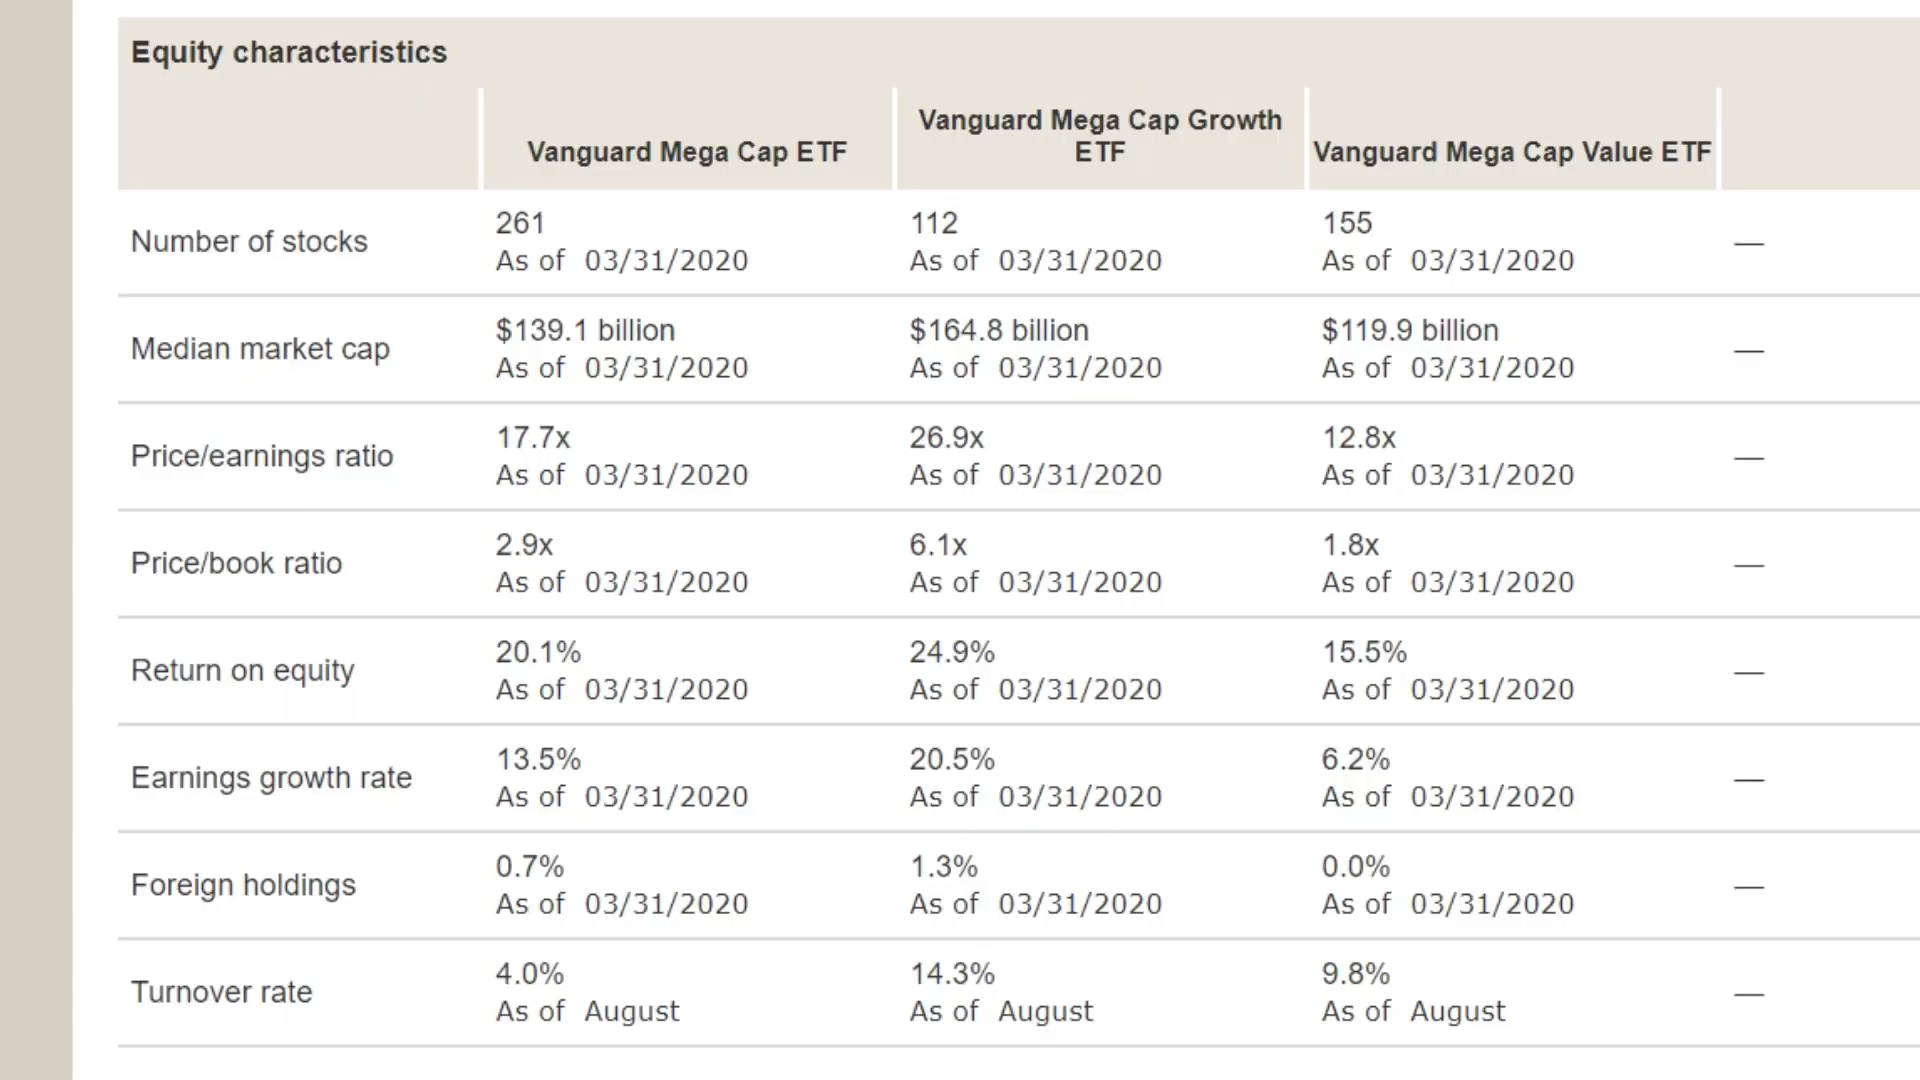 Equity characteristics
Vanguard Mega Cap ETF
Vanguard Mega Cap Growth
ETF
Vanguard Mega Cap Value ETF
Number of stocks
261
As of 03/31/2020
112
As of 03/31/2020
155
As of 03/31/2020
—
Median market cap
$139.1 billion
As of 03/31/2020
$164.8 billion
As of 03/31/2020
$119.9 billion
As of 03/31/2020
—
Price/earnings ratio
17.7x
As of 03/31/2020
26.9x
As of 03/31/2020
12.8x
As of 03/31/2020
—
Price/book ratio
2.9x
As of 03/31/2020
6.1x
As of 03/31/2020
1.8x
As of 03/31/2020
—
Return on equity
20.1%
As of 03/31/2020
24.9%
As of 03/31/2020
15.5%
As of 03/31/2020
—
Earnings growth rate
13.5%
As of 03/31/2020
20.5%
As of 03/31/2020
6.2%
As of 03/31/2020
—
Foreign holdings
0.7%
As of 03/31/2020
1.3%
As of 03/31/2020
0.0%
As of 03/31/2020
—
Turnover rate
4.0%
As of August
14.3%
As of August
9.8%
As of August
—